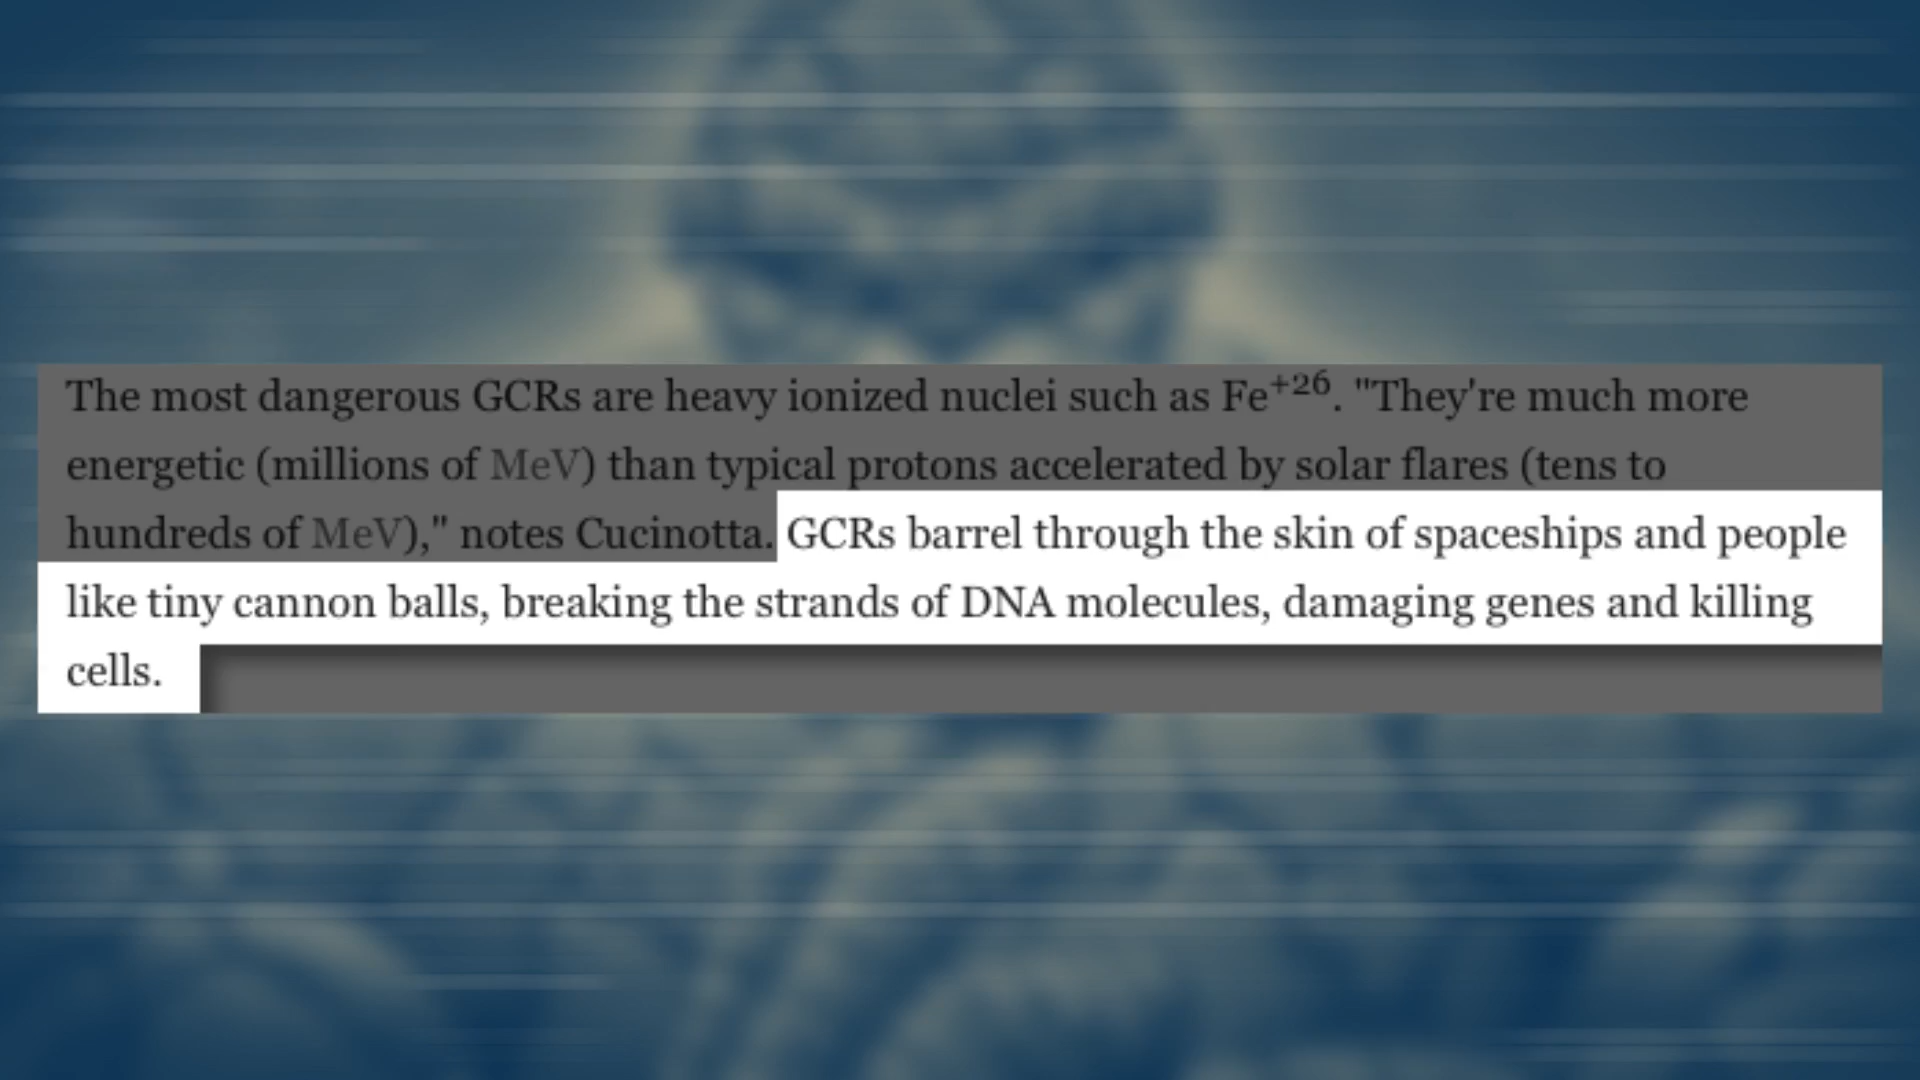 The most dangerous GCRs are heavy ionized nuclei such as Fe⁺²⁶. "They're much more
energetic (millions of MeV) than typical protons accelerated by solar flares (tens to
hundreds of MeV)," notes Cucinotta. GCRs barrel through the skin of spaceships and people
like tiny cannon balls, breaking the strands of DNA molecules, damaging genes and killing
cells.